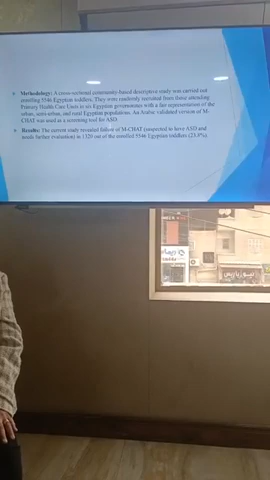 Methodology: A cross-sectional community-based descriptive study was carried out
enrolling 5546 Egyptian toddlers. They were randomly recruited from those attending
Primary Health Care Units in six Egyptian governorates with a fair representation of the
urban, semi-urban, and rural Egyptian populations. An Arabic validated version of M-
CHAT was used as a screening tool for ASD.
Results: The current study revealed failure of M-CHAT (suspected to have ASD and
needs further evaluation) in 1320 out of the enrolled 5546 Egyptian toddlers (23.8%).